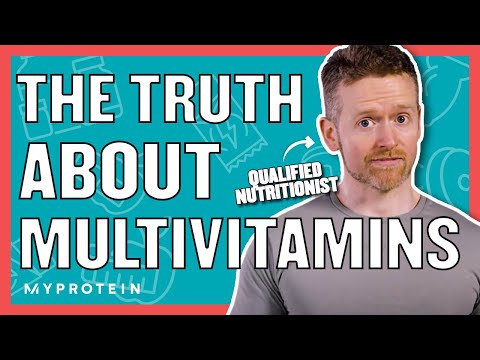 THE TRUTH
ABOUT
QUALIFIED
NUTRITIONIST
MULTIVITAMINS
MYPROTEIN